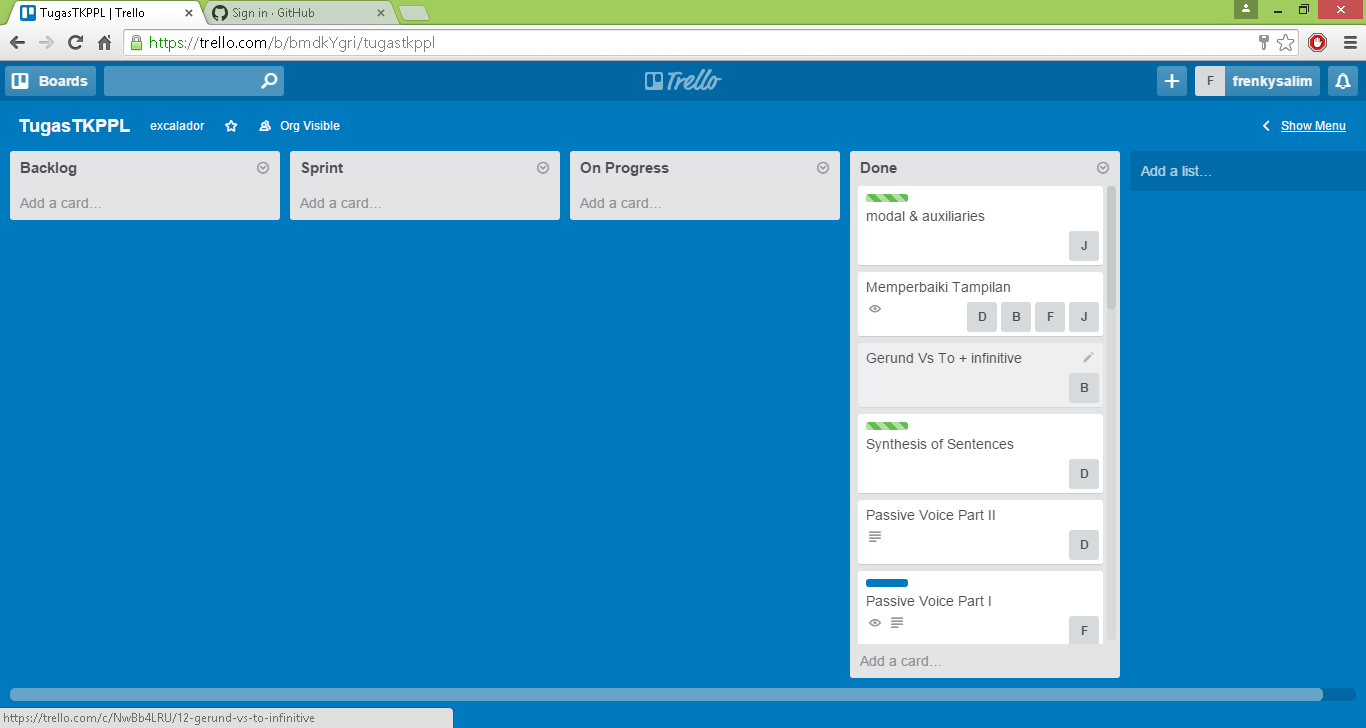 TugasTKPPL | Trello
Sign in · GitHub
https://trello.com/b/bmdkYgri/tugastkppl
Boards
Trello
F
frenkysalim
TugasTKPPL
excalador
Org Visible
Show Menu
Backlog
Add a card…
Sprint
Add a card…
On Progress
Add a card…
Done
modal & auxiliaries
J
Memperbaiki Tampilan
D B F J
Gerund Vs To + infinitive
B
Synthesis of Sentences
D
Passive Voice Part II
D
Passive Voice Part I
F
Add a card…
Add a list…
https://trello.com/c/NwBb4LRU/12-gerund-vs-to-infinitive